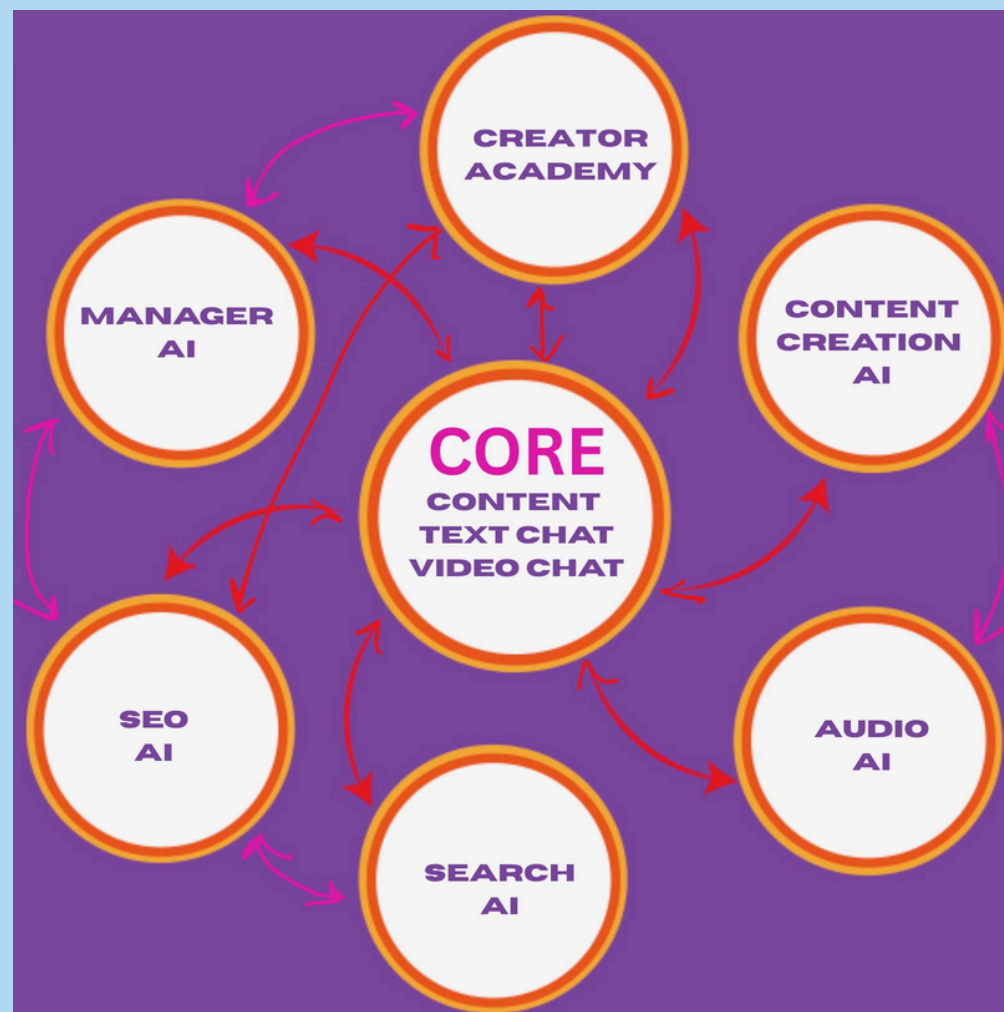 CREATOR
ACADEMY
MANAGER
AI
CONTENT
CREATION
AI
CORE
CONTENT
TEXT CHAT
VIDEO CHAT
SEO
AI
AUDIO
AI
SEARCH
AI